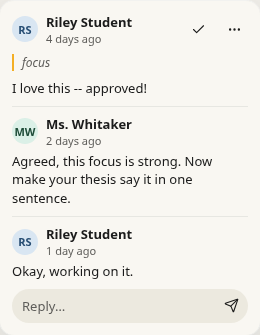 RS
Riley Student
4 days ago
focus
I love this -- approved!
MW
Ms. Whitaker
2 days ago
Agreed, this focus is strong. Now
make your thesis say it in one
sentence.
RS
Riley Student
1 day ago
Okay, working on it.
Reply...